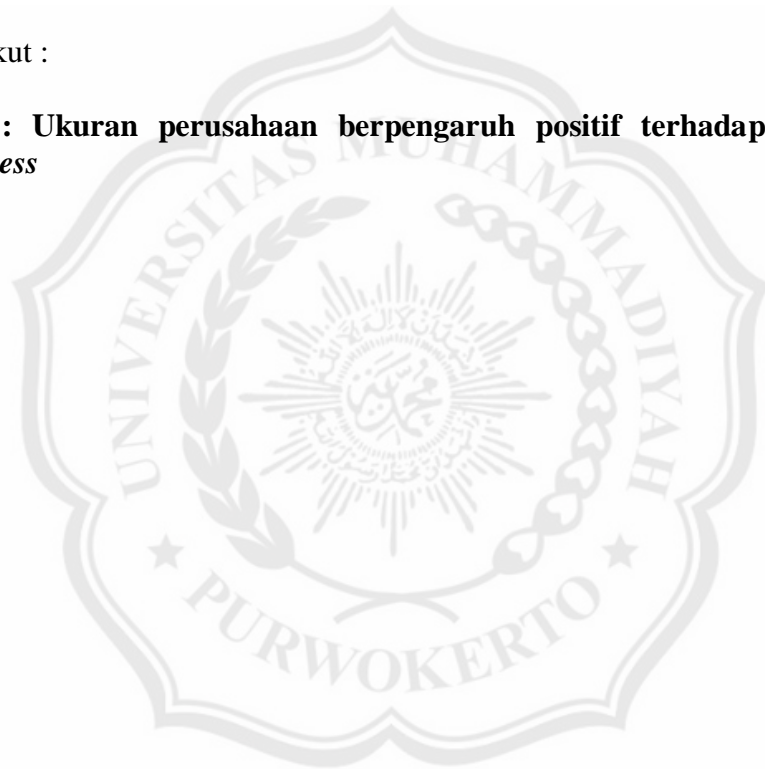 kut :
: Ukuran perusahaan berpengaruh positif terhadap
ess
UNIVERSITAS MUHAMMADIYAH
PURWOKERTO